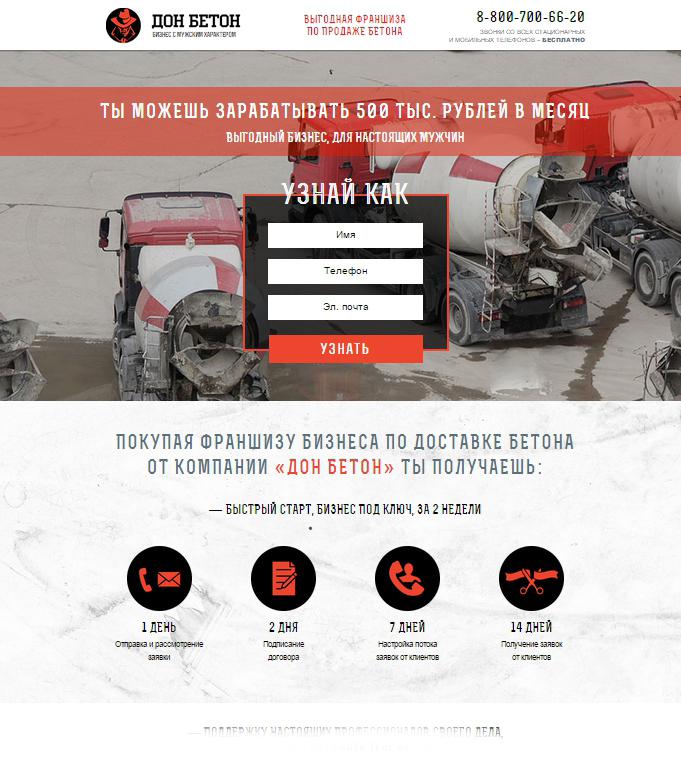 ДОН БЕТОН
БИЗНЕС С МУЖСКИМ ХАРАКТЕРОМ
ВЫГОДНАЯ ФРАНШИЗА
ПО ПРОДАЖЕ БЕТОНА
8-800-700-66-20
ЗВОНКИ СО ВСЕХ СТАЦИОНАРНЫХ
И МОБИЛЬНЫХ ТЕЛЕФОНОВ – БЕСПЛАТНО
ТЫ МОЖЕШЬ ЗАРАБАТЫВАТЬ 500 ТЫС. РУБЛЕЙ В МЕСЯЦ
ВЫГОДНЫЙ БИЗНЕС, ДЛЯ НАСТОЯЩИХ МУЖЧИН
УЗНАЙ КАК
Имя
Телефон
Эл. почта
УЗНАТЬ
ПОКУПАЯ ФРАНШИЗУ БИЗНЕСА ПО ДОСТАВКЕ БЕТОНА
ОТ КОМПАНИИ «ДОН БЕТОН» ТЫ ПОЛУЧАЕШЬ:
— БЫСТРЫЙ СТАРТ, БИЗНЕС ПОД КЛЮЧ, ЗА 2 НЕДЕЛИ
1 ДЕНЬ
Отправка и рассмотрение
заявки
2 ДНЯ
Подписание
договора
7 ДНЕЙ
Настройка потока
заявок от клиентов
14 ДНЕЙ
Получение заявок
от клиентов
— ПОДДЕРЖКУ НАСТОЯЩИХ ПРОФЕССИОНАЛОВ СВОЕГО ДЕЛА,